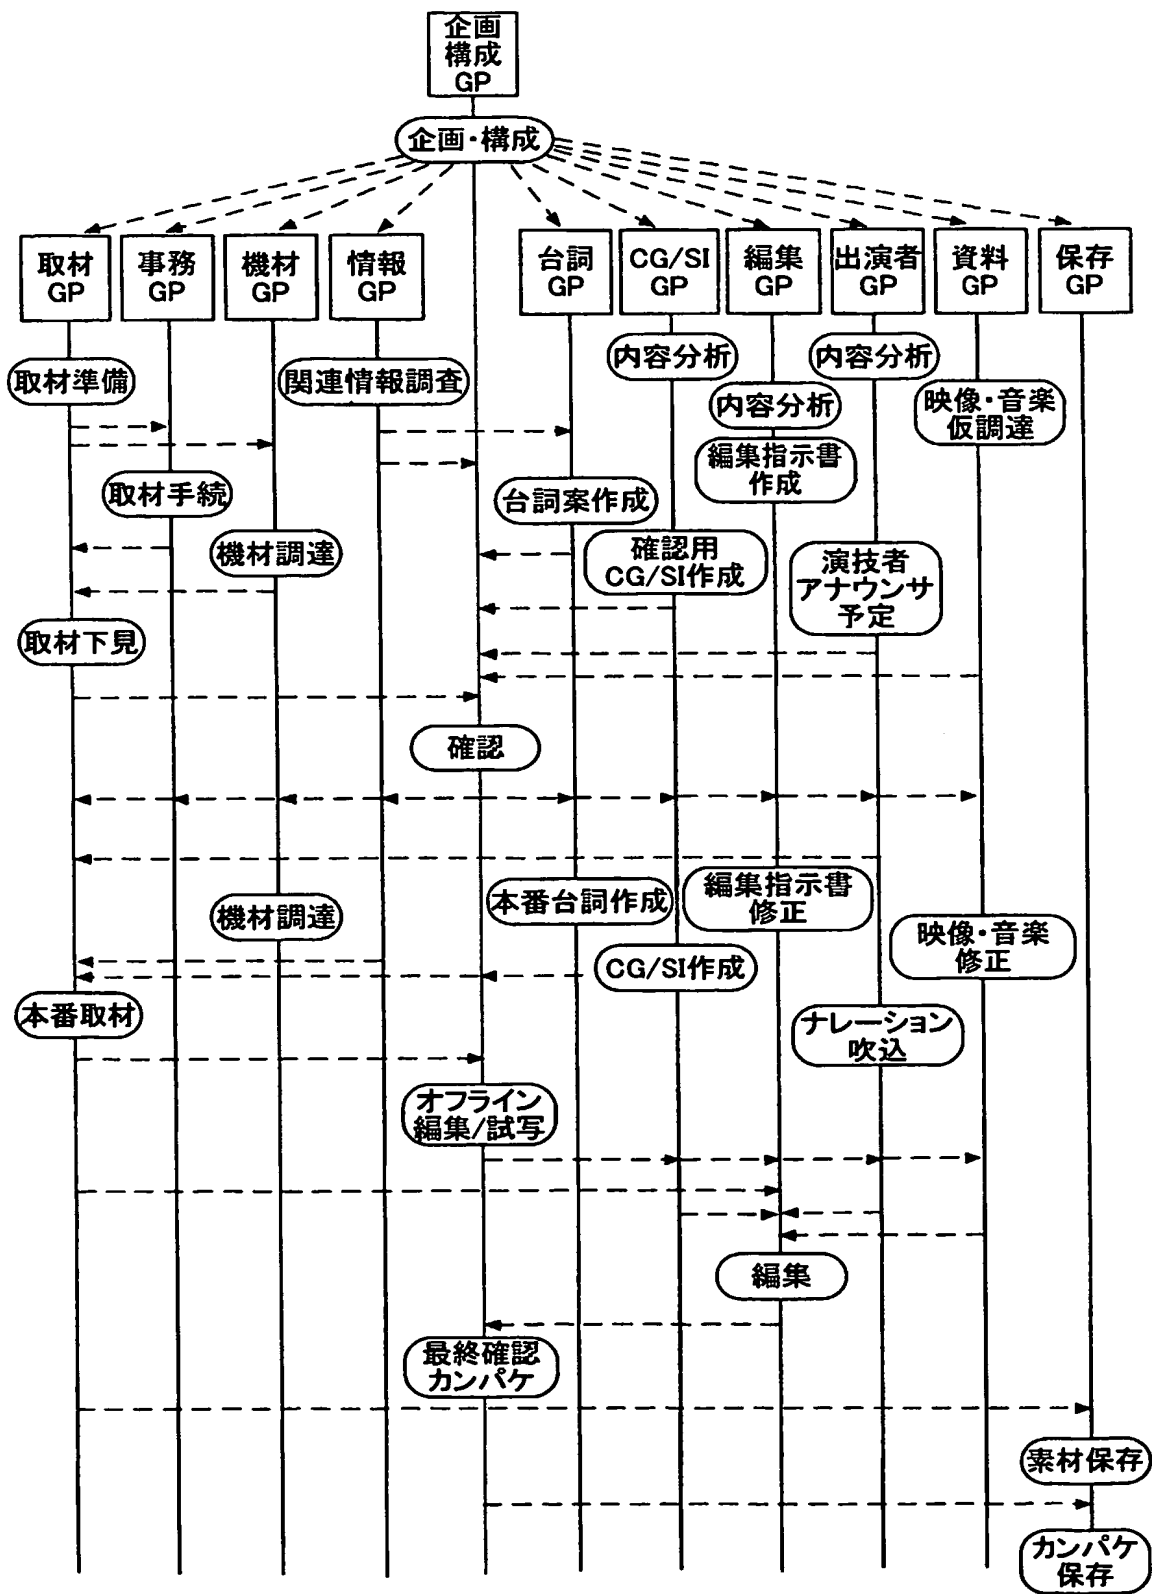 企画
構成
GP
企画・構成
取材
GP
事務
GP
機材
GP
情報
GP
台詞
GP
CG/SI
GP
編集
GP
出演者
GP
資料
GP
保存
GP
取材準備
関連情報調査
内容分析
内容分析
内容分析
映像・音楽
仮調達
編集指示書
作成
取材手続
台詞案作成
機材調達
確認用
CG/SI作成
演技者
アナウンサ
予定
取材下見
確認
機材調達
本番台詞作成
編集指示書
修正
映像・音楽
修正
CG/SI作成
本番取材
ナレーション
吹込
オフライン
編集/試写
編集
最終確認
カンパケ
素材保存
カンパケ
保存